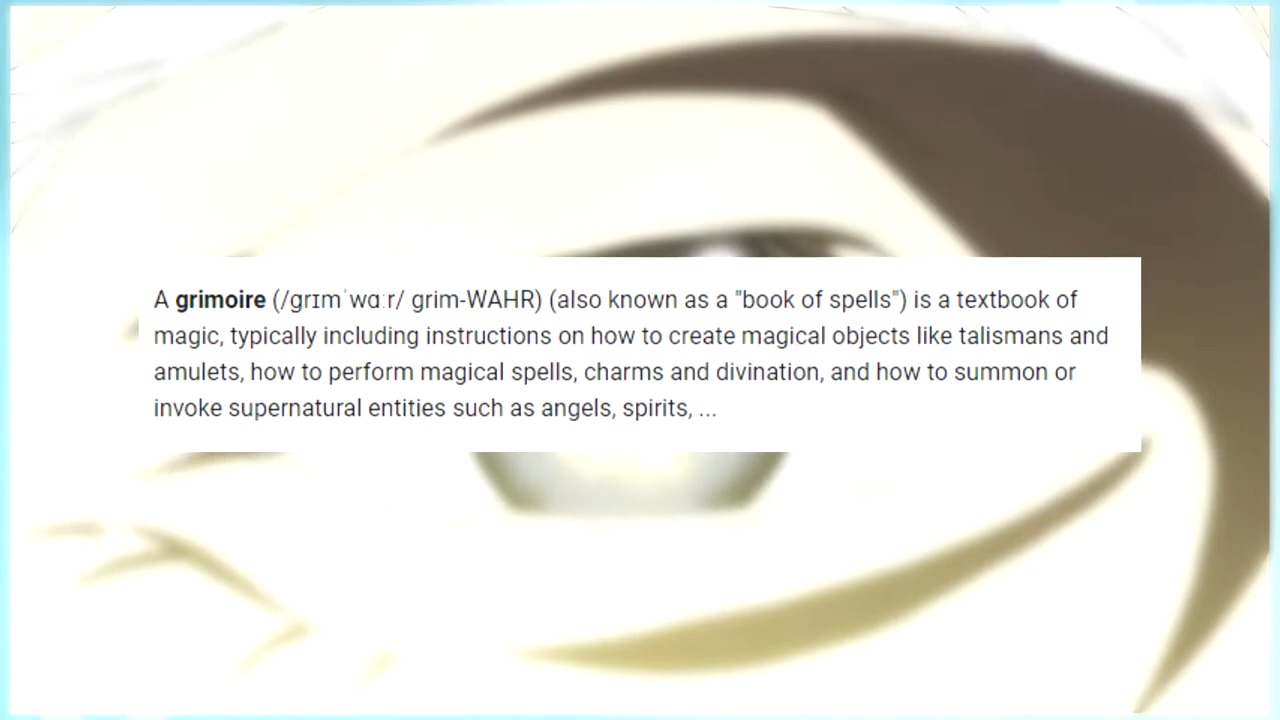 A grimoire (/ɡrɪmˈwɑːr/ grim-WAHR) (also known as a "book of spells") is a textbook of
magic, typically including instructions on how to create magical objects like talismans and
amulets, how to perform magical spells, charms and divination, and how to summon or
invoke supernatural entities such as angels, spirits, ...